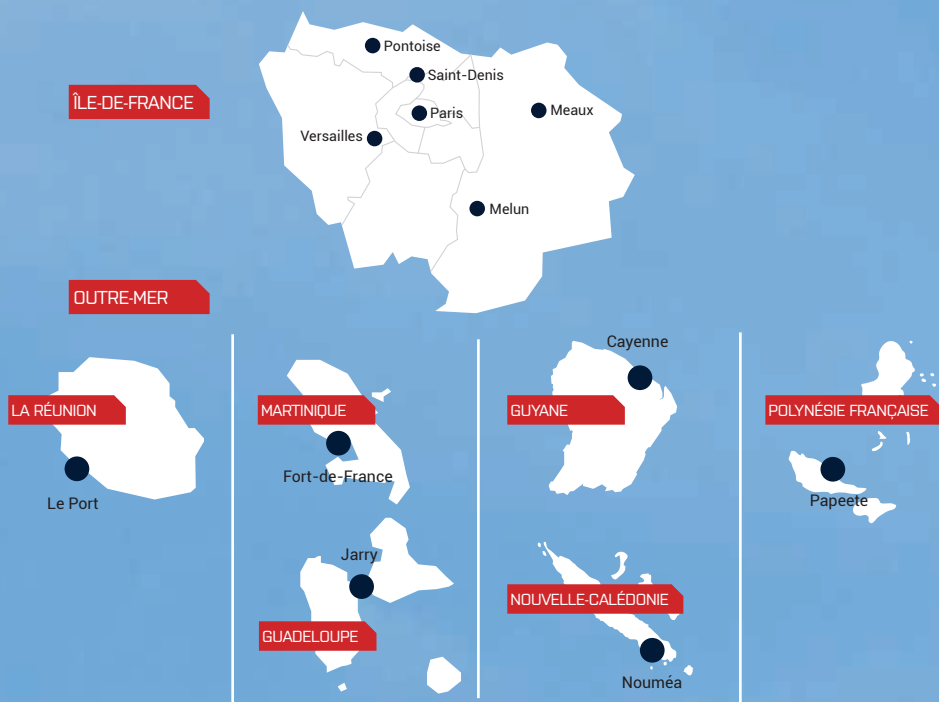 Pontoise
Saint-Denis
ÎLE-DE-FRANCE
Paris
Meaux
Versailles
Melun
OUTRE-MER
Cayenne
LA RÉUNION
MARTINIQUE
GUYANE
POLYNÉSIE FRANÇAISE
Fort-de-France
Le Port
Papeete
Jarry
NOUVELLE-CALÉDONIE
GUADELOUPE
Nouméa